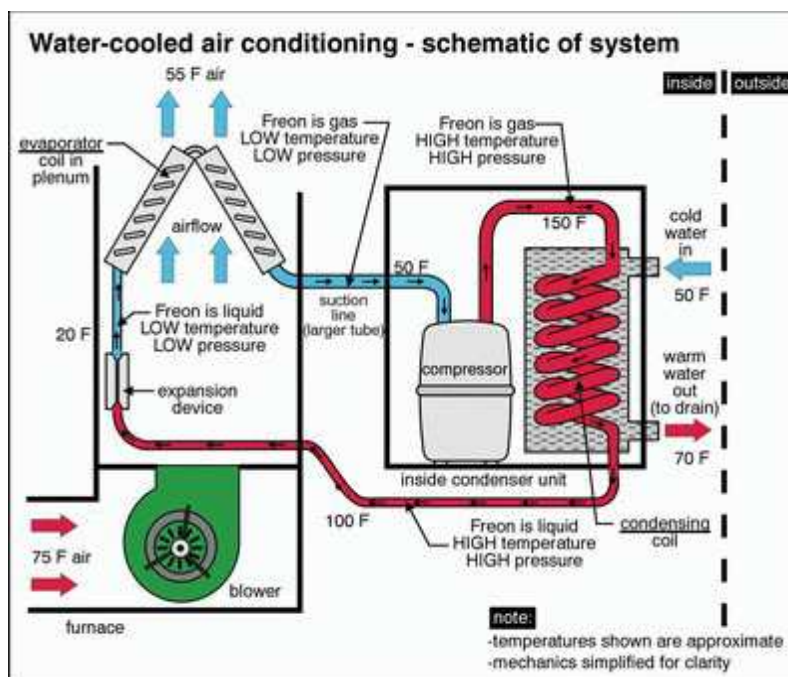 Water-cooled air conditioning - schematic of system
55 F air
inside
outside
evaporator
coil in
plenum
Freon is gas
LOW temperature
LOW pressure
Freon is gas
HIGH temperature
HIGH pressure
airflow
150 F
cold
water
in
50 F
50 F
suction
line
(larger tube)
Freon is liquid
LOW temperature
LOW pressure
20 F
compressor
warm
water
out
(to drain)
70 F
expansion
device
inside condenser unit
100 F
Freon is liquid
HIGH temperature
HIGH pressure
condensing
coil
75 F air
blower
furnace
note:
-temperatures shown are approximate
-mechanics simplified for clarity